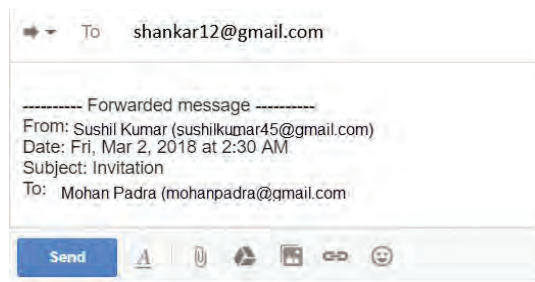 To shankar12@gmail.com
---------- Forwarded message ----------
From: Sushil Kumar (sushilkumar45@gmail.com)
Date: Fri, Mar 2, 2018 at 2:30 AM
Subject: Invitation
To: Mohan Padra (mohanpadra@gmail.com
Send A